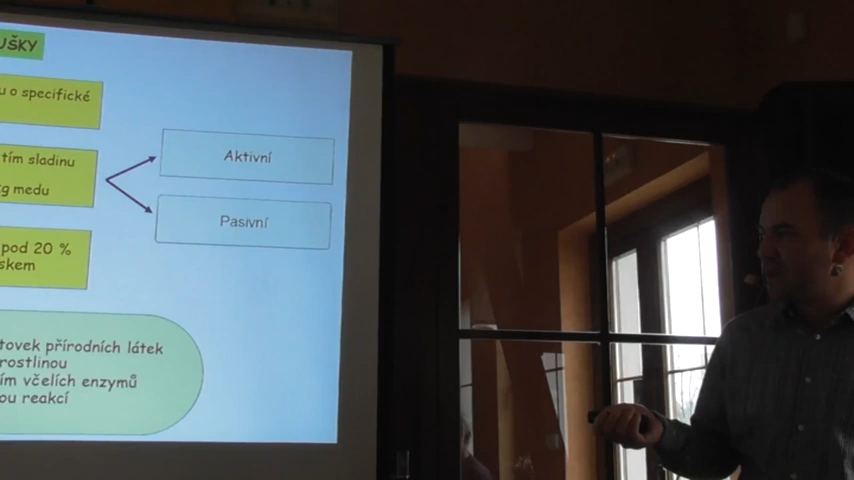 UŠKY
u o specifické
tím sladinu
kg medu
Aktivní
Pasivní
pod 20 %
skem
tovek přírodních látek
rostlinou
ím včelích enzymů
ou reakcí